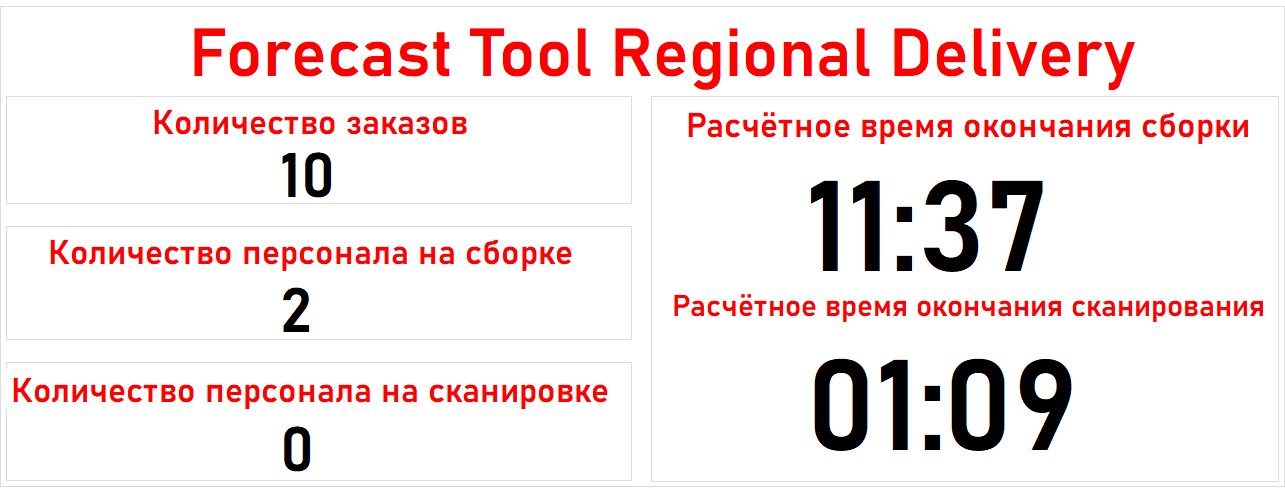 Forecast Tool Regional Delivery
Количество заказов
10
Количество персонала на сборке
2
Количество персонала на сканировке
0
Расчётное время окончания сборки
11:37
Расчётное время окончания сканирования
01:09